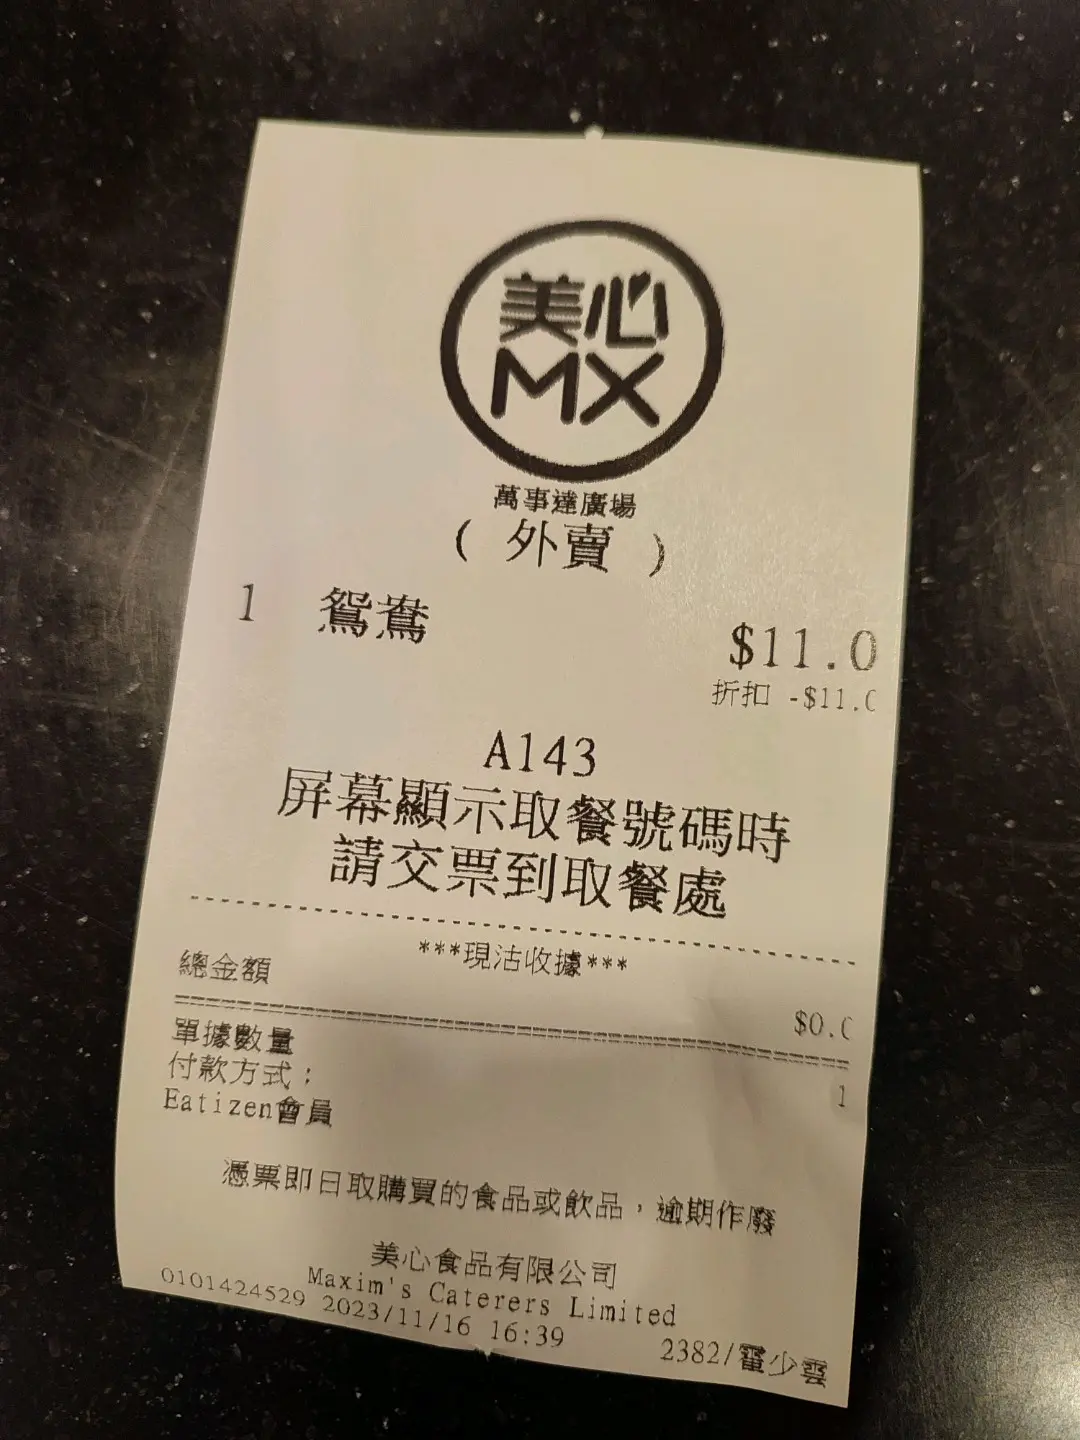 美心
MX
萬事達廣場
( 外賣 )
1 鴛鴦 $11.0
折扣 -$11.0
A143
屏幕顯示取餐號碼時
請交票到取餐處
***現沽收據***
總金額 $0.0
單據數量 1
付款方式：
Eatizen會員
憑票即日取購買的食品或飲品，逾期作廢
美心食品有限公司
Maxim's Caterers Limited
0101424529 2023/11/16 16:39 2382/霍少雲